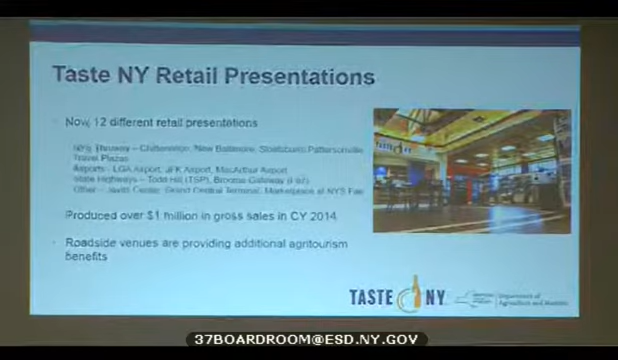 Taste NY Retail Presentations
Now 12 different retail presentations
NYS Thruway – Chittenango, New Baltimore, Pattersonville
Travel Plazas
Airports – LGA Airport, JFK Airport, MacArthur Airport
State Highways – Todd Hill (TSP), Broome Gateway
Other – Javits Center, Grand Central Terminal, Marketplace at NYS Fair
Produced over $1 million in gross sales in CY 2014
Roadside venues are providing additional agritourism
benefits
TASTE NY
Department of
Agriculture and Markets
37BOARDROOM@ESD.NY.GOV